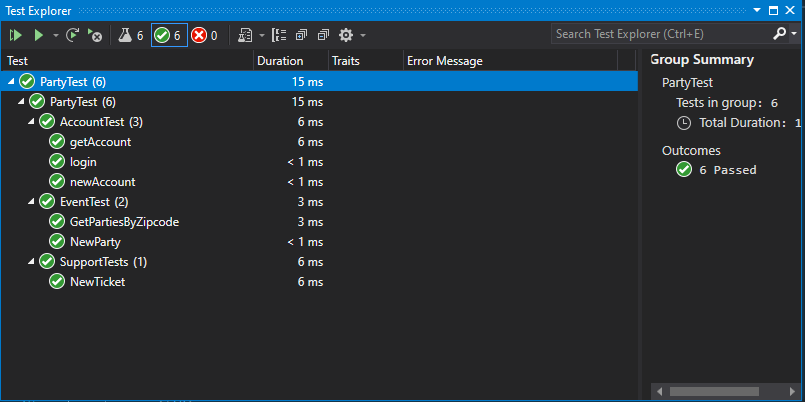 Test Explorer
6 6 0 Search Test Explorer (Ctrl+E)
Test Duration Traits Error Message
PartyTest (6) 15 ms
PartyTest (6) 15 ms
AccountTest (3) 6 ms
getAccount 6 ms
login < 1 ms
newAccount < 1 ms
EventTest (2) 3 ms
GetPartiesByZipcode 3 ms
NewParty < 1 ms
SupportTests (1) 6 ms
NewTicket 6 ms
Group Summary
PartyTest
Tests in group: 6
Total Duration: 1
Outcomes
6 Passed